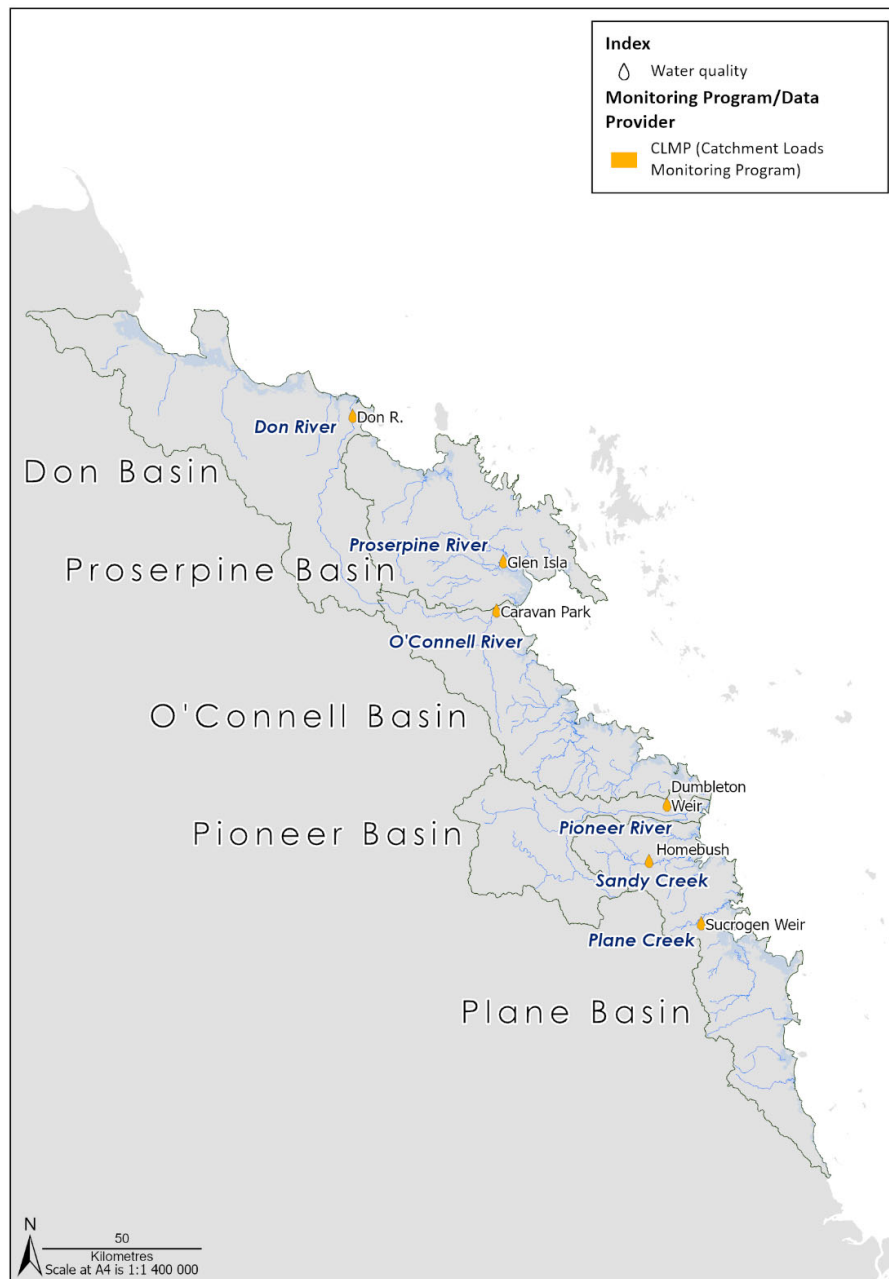 Index
Water quality
Monitoring Program/Data
Provider
CLMP (Catchment Loads
Monitoring Program)
Don R.
Don River
Don Basin
Proserpine River
Glen Isla
Proserpine Basin
Caravan Park
O'Connell River
O'Connell Basin
Dumbleton
Weir
Pioneer River
Pioneer Basin
Homebush
Sandy Creek
Sucrogen Weir
Plane Creek
Plane Basin
N
50
Kilometres
Scale at A4 is 1:1 400 000